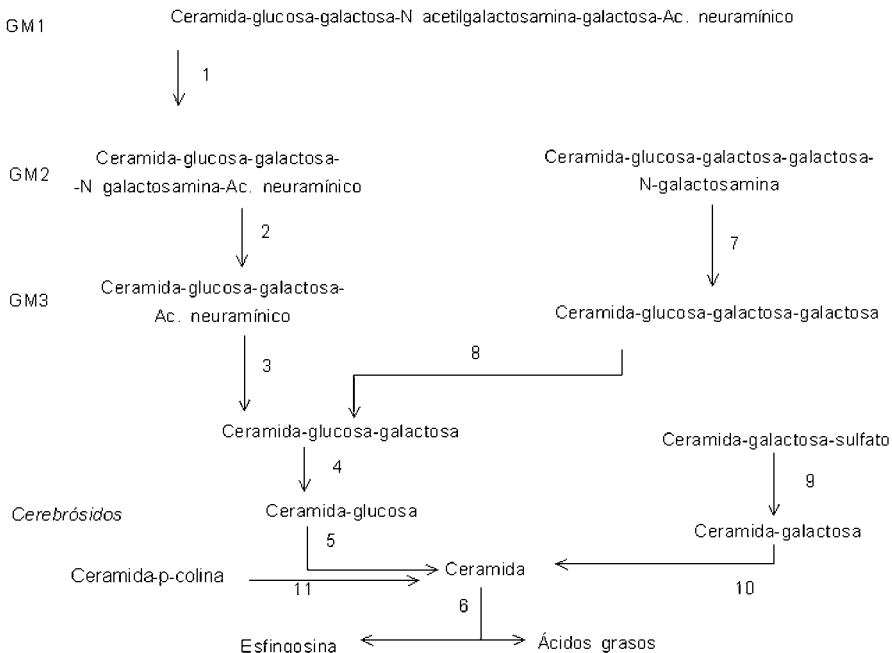 GM1
Ceramida-glucosa-galactosa-N acetilgalactosamina-galactosa-Ac. neuramínico
1
GM2
Ceramida-glucosa-galactosa-
-N galactosamina-Ac. neuramínico
Ceramida-glucosa-galactosa-galactosa-
N-galactosamina
2
7
GM3
Ceramida-glucosa-galactosa-
Ac. neuramínico
Ceramida-glucosa-galactosa-galactosa
3
8
Ceramida-glucosa-galactosa
Ceramida-galactosa-sulfato
4
9
Cerebrósidos
Ceramida-glucosa
Ceramida-galactosa
5
Ceramida-p-colina
11
Ceramida
10
6
Esfingosina
Ácidos grasos